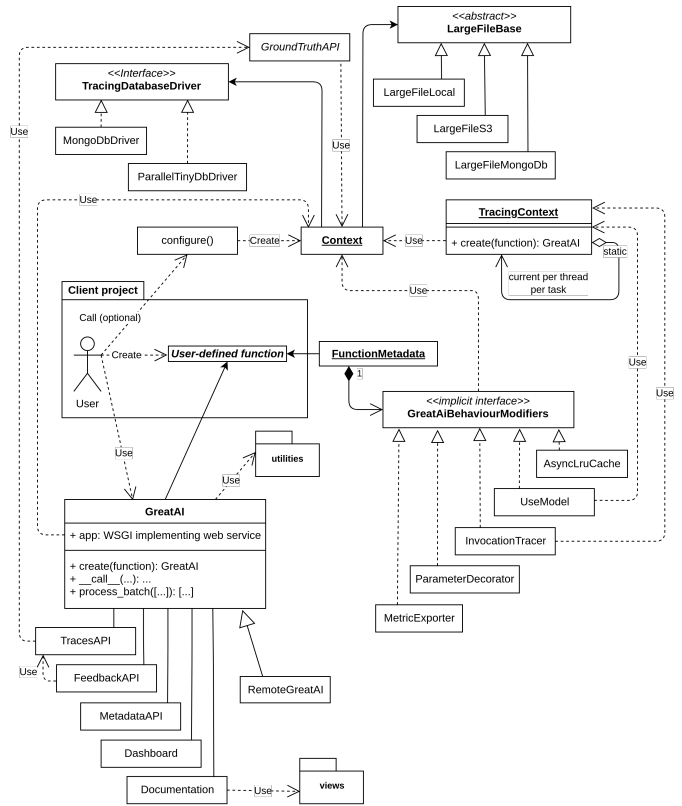 <<abstract>>
LargeFileBase
GroundTruthAPI
<<Interface>>
TracingDatabaseDriver
LargeFileLocal
LargeFileS3
LargeFileMongoDb
Use
MongoDbDriver
ParallelTinyDbDriver
Use
Use
TracingContext
+ create(function): GreatAI
static
current per thread
per task
configure()
Create
Context
Use
Use
Client project
Call (optional)
User-defined function
Create
User
FunctionMetadata
1
<<implicit interface>>
GreatAiBehaviourModifiers
Use
Use
AsyncLruCache
UseModel
InvocationTracer
ParameterDecorator
MetricExporter
utilities
Use
Use
GreatAI
+ app: WSGI implementing web service
+ create(function): GreatAI
+ __call__(...): ...
+ process_batch([...]): [...]
TracesAPI
Use
FeedbackAPI
MetadataAPI
Dashboard
Documentation
RemoteGreatAI
Use
views